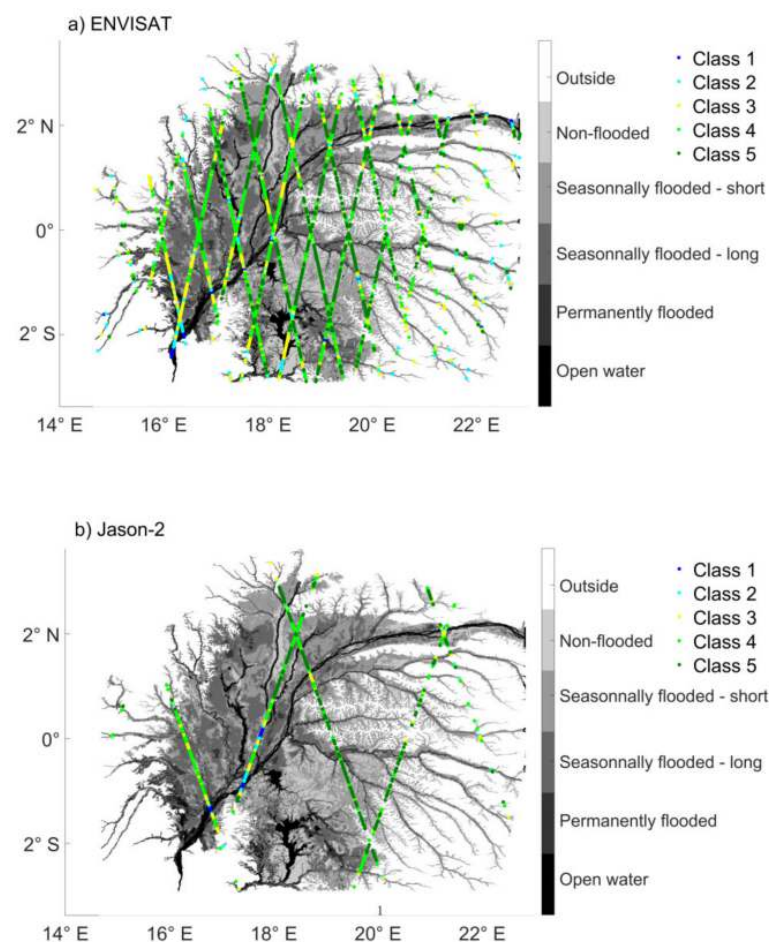 a) ENVISAT
Outside
Non-flooded
Seasonnally flooded - short
Seasonnally flooded - long
Permanently flooded
Open water
Class 1
Class 2
Class 3
Class 4
Class 5
2° N
0°
2° S
14° E 16° E 18° E 20° E 22° E
b) Jason-2
Outside
Non-flooded
Seasonnally flooded - short
Seasonnally flooded - long
Permanently flooded
Open water
Class 1
Class 2
Class 3
Class 4
Class 5
2° N
0°
2° S
14° E 16° E 18° E 20° E 22° E